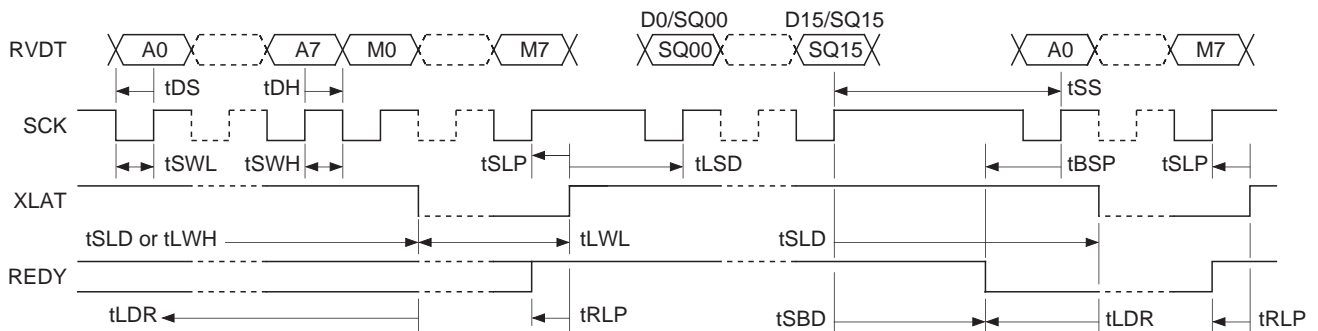 D0/SQ00 D15/SQ15
RVDT A0 A7 M0 M7 SQ00 SQ15 A0 M7
tDS tDH tSS
SCK
tSWL tSWH tSLP tLSD tBSP tSLP
XLAT
tSLD or tLWH tLWL tSLD
REDY
tLDR tRLP tSBD tLDR tRLP